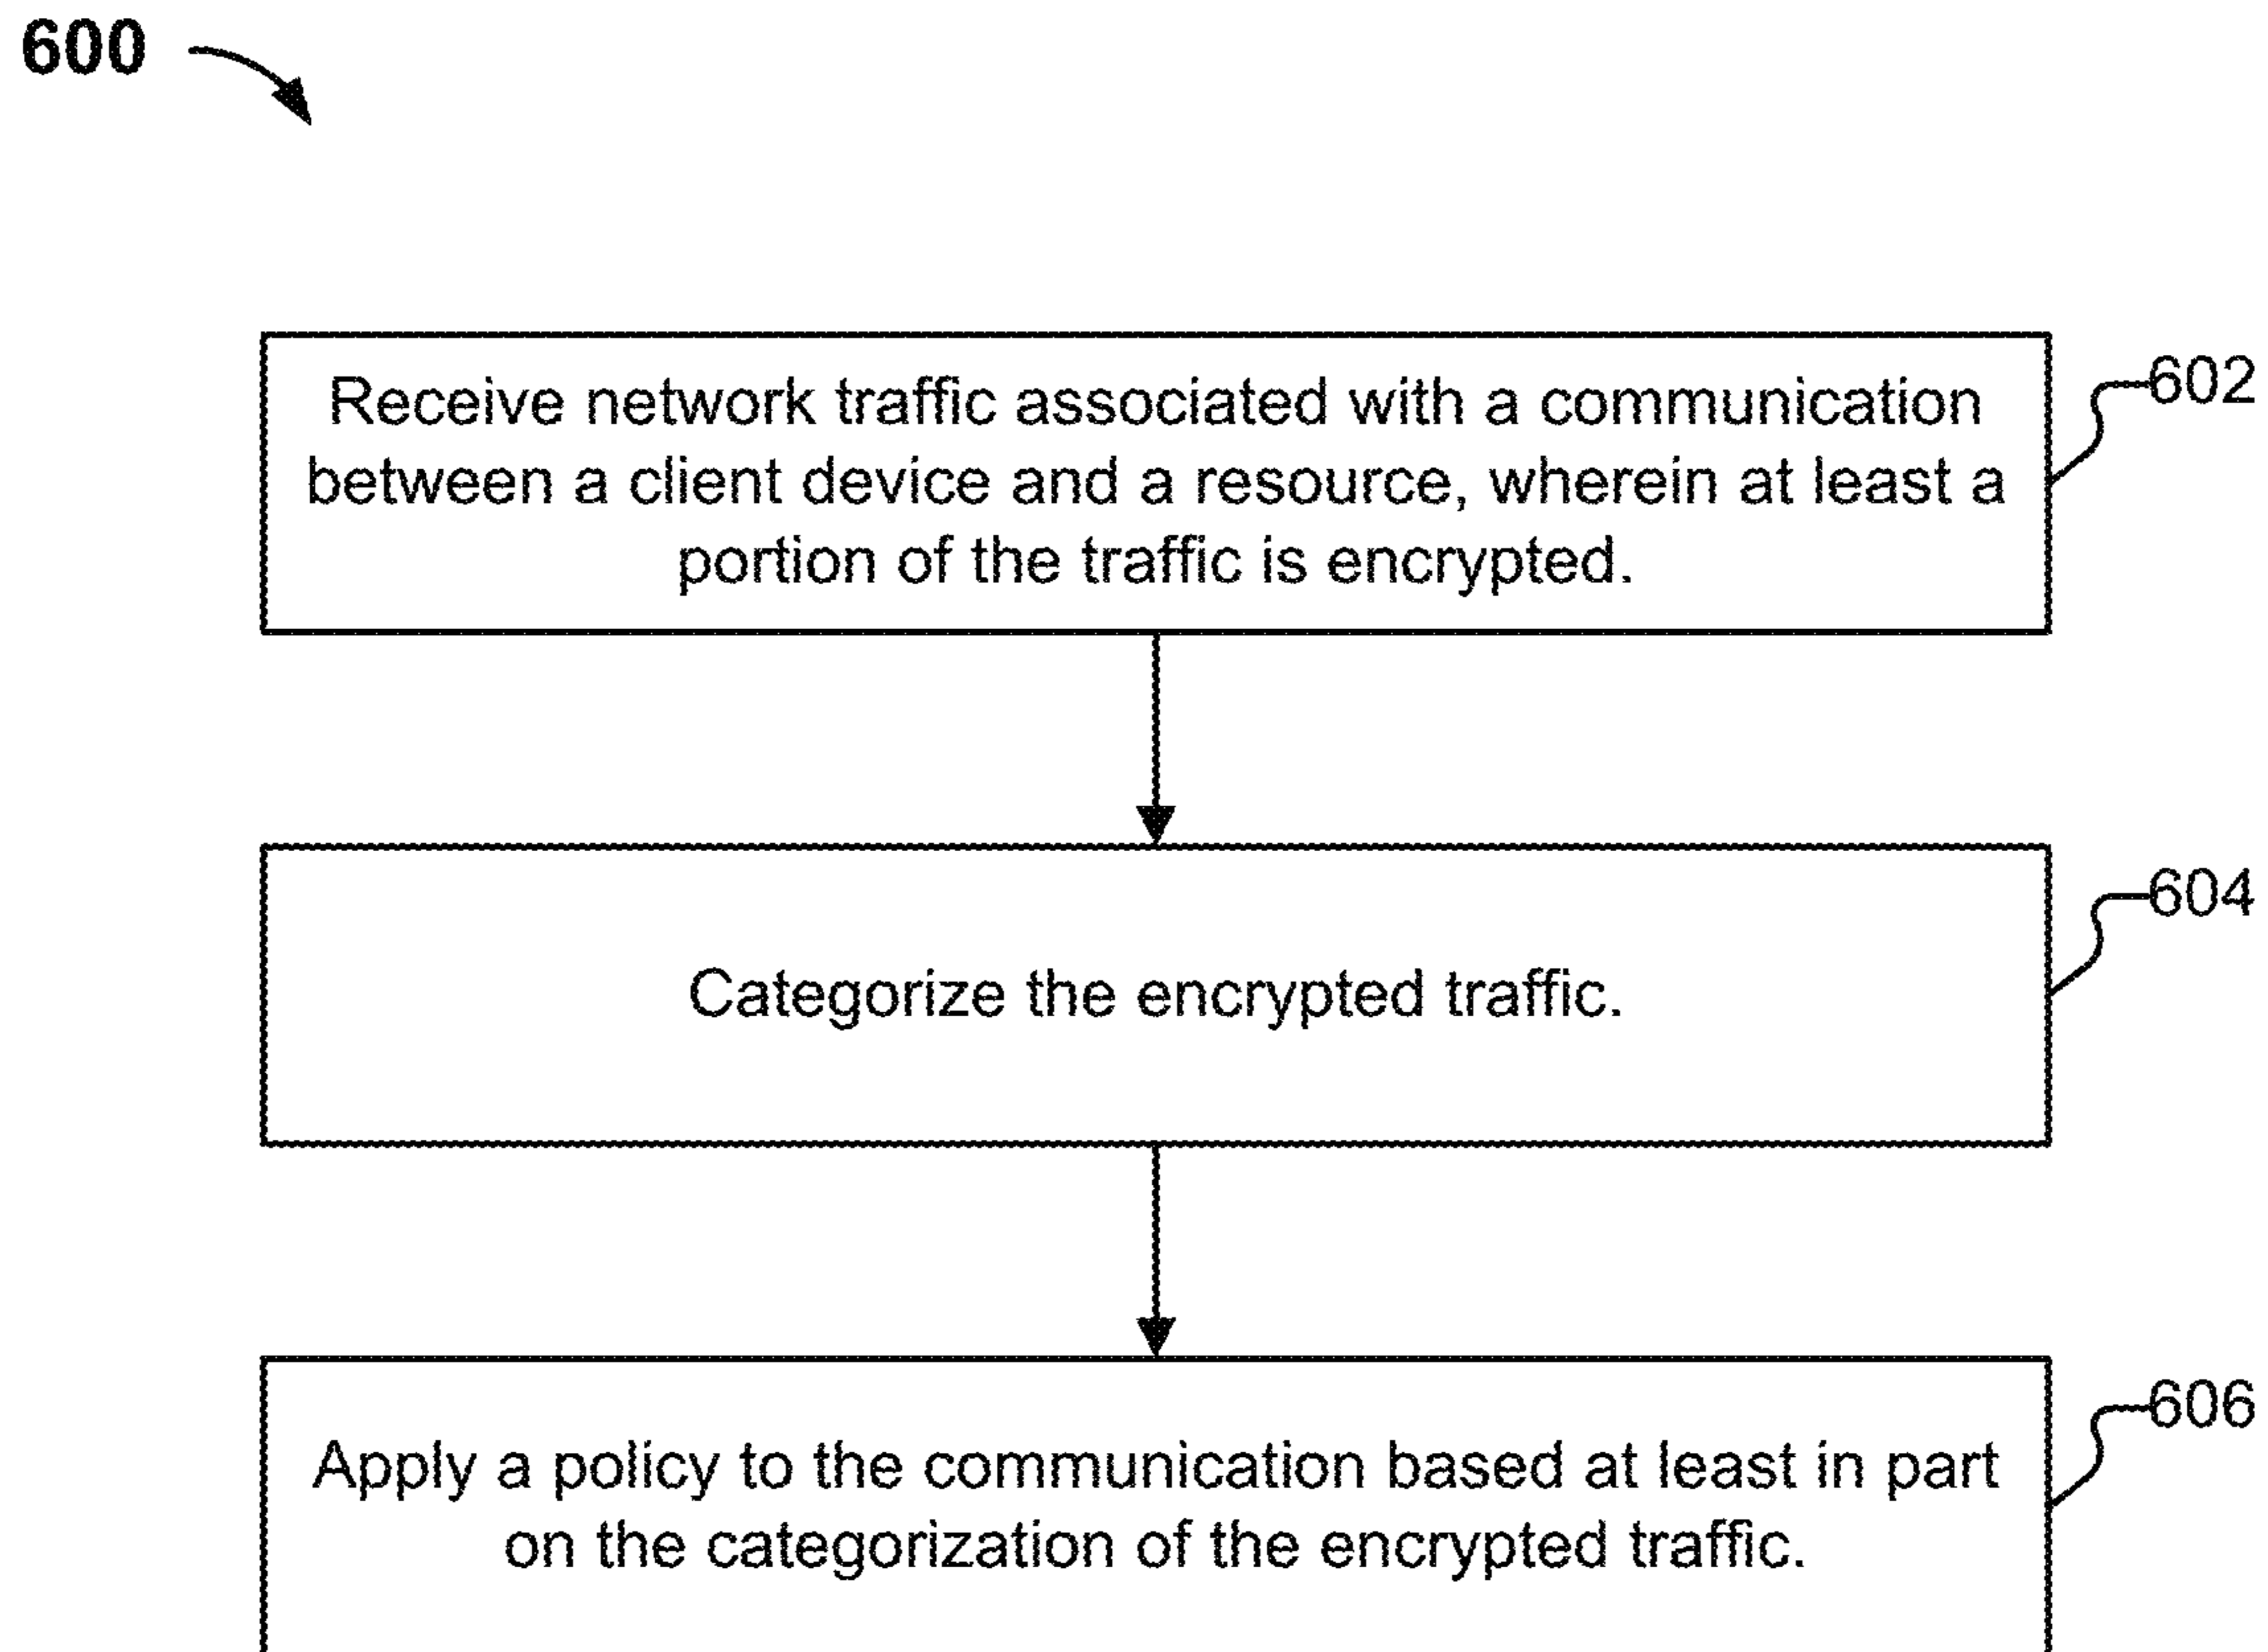 600
Receive network traffic associated with a communication
602
between a client device and a resource, wherein at least a
portion of the traffic is encrypted.
604
Categorize the encrypted traffic.
606
Apply a policy to the communication based at least in part
on the categorization of the encrypted traffic.